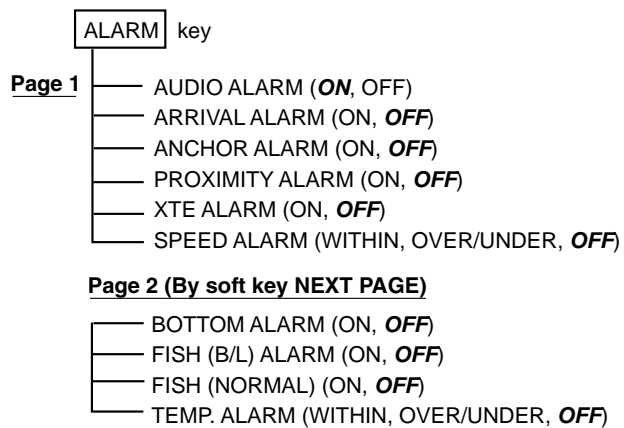 ALARM key
Page 1
AUDIO ALARM (ON, OFF)
ARRIVAL ALARM (ON, OFF)
ANCHOR ALARM (ON, OFF)
PROXIMITY ALARM (ON, OFF)
XTE ALARM (ON, OFF)
SPEED ALARM (WITHIN, OVER/UNDER, OFF)
Page 2 (By soft key NEXT PAGE)
BOTTOM ALARM (ON, OFF)
FISH (B/L) ALARM (ON, OFF)
FISH (NORMAL) (ON, OFF)
TEMP. ALARM (WITHIN, OVER/UNDER, OFF)